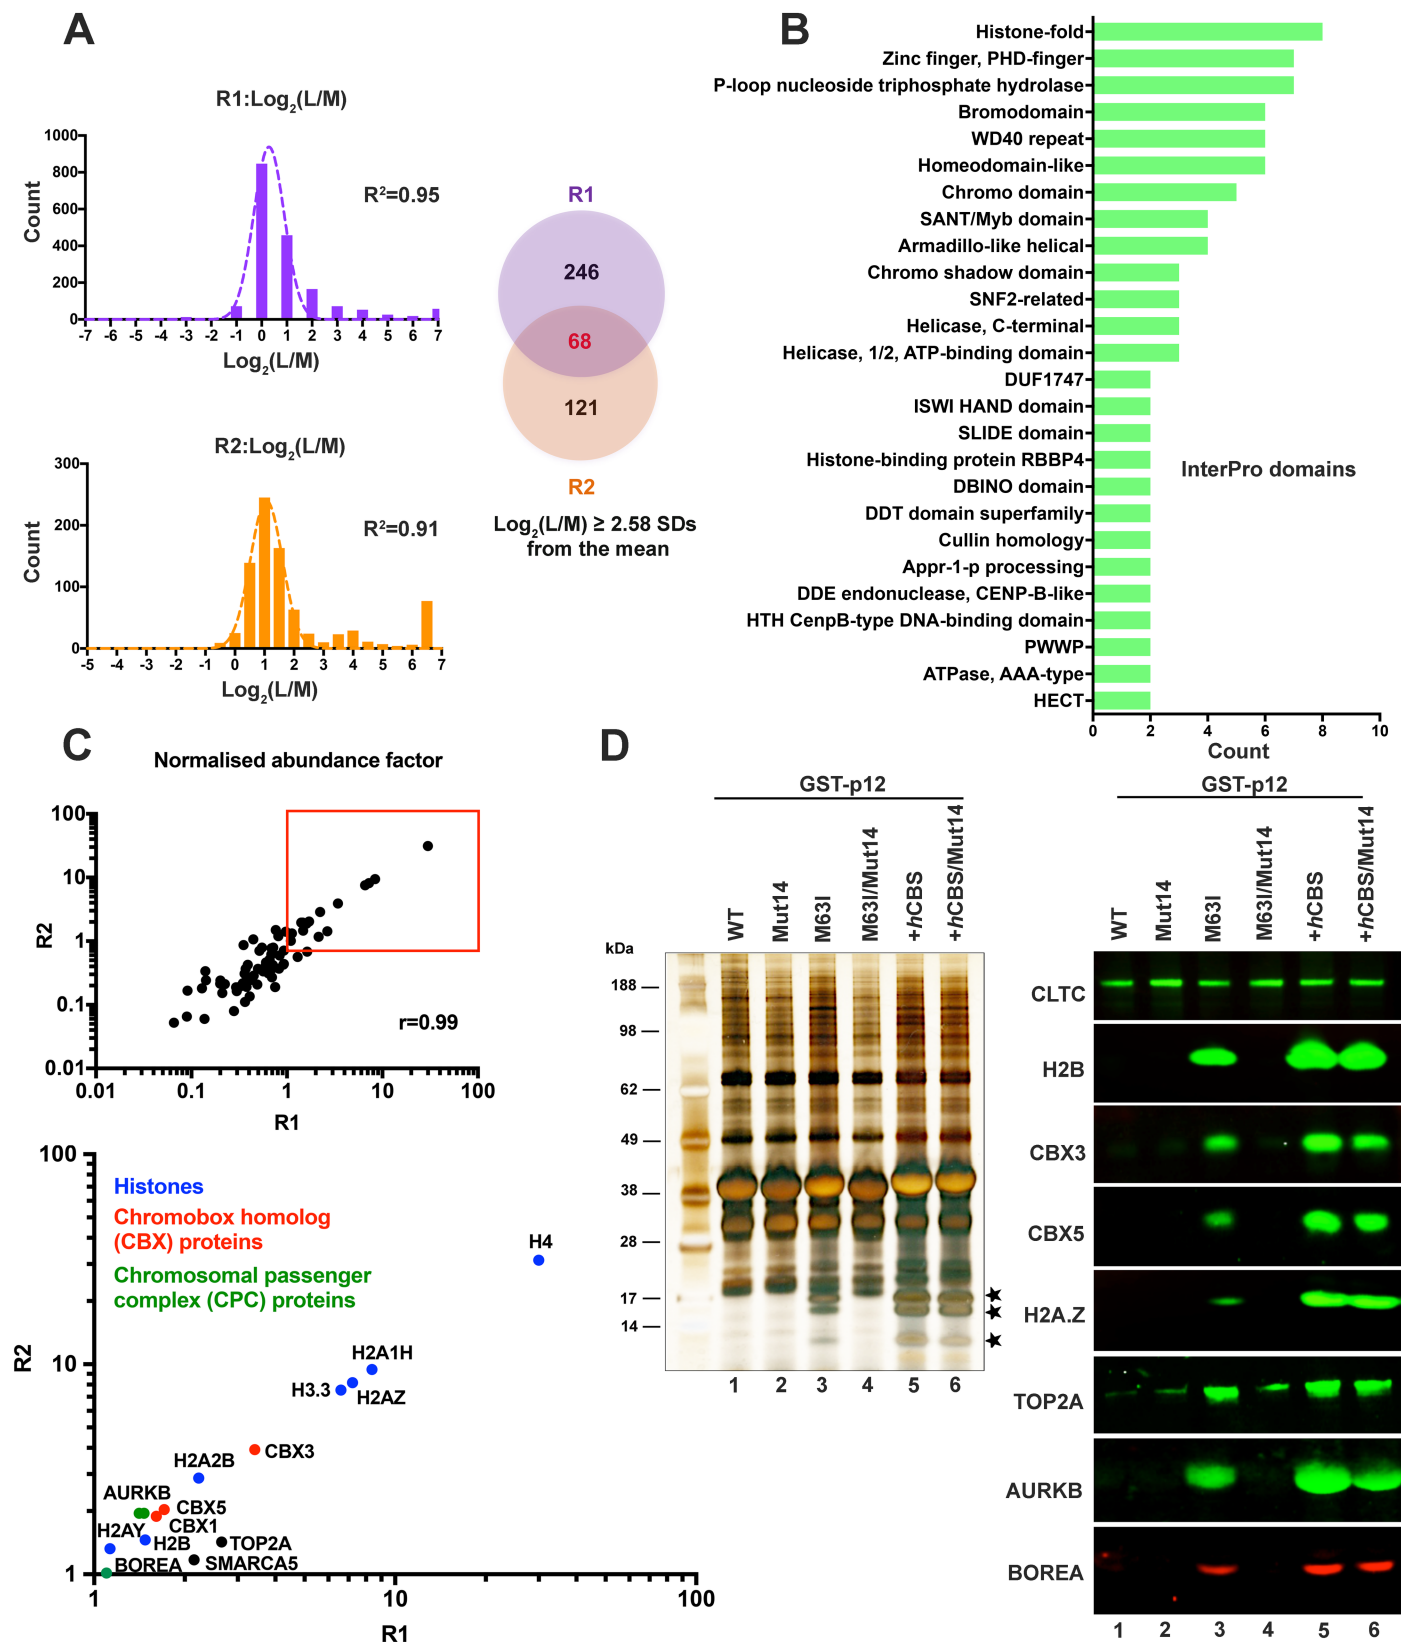 A
R1:Log2(L/M)
1000
800
600
400
200
0
Count
R²=0.95
-7 -6 -5 -4 -3 -2 -1 0 1 2 3 4 5 6 7
Log2(L/M)
R2:Log2(L/M)
300
200
100
0
Count
R²=0.91
-5 -4 -3 -2 -1 0 1 2 3 4 5 6 7
Log2(L/M)
R1
246
68
121
R2
Log2(L/M) ≥ 2.58 SDs
from the mean
B
Histone-fold
Zinc finger, PHD-finger
P-loop nucleoside triphosphate hydrolase
Bromodomain
WD40 repeat
Homeodomain-like
Chromo domain
SANT/Myb domain
Armadillo-like helical
Chromo shadow domain
SNF2-related
Helicase, C-terminal
Helicase, 1/2, ATP-binding domain
DUF1747
ISWI HAND domain
SLIDE domain
Histone-binding protein RBBP4
DBINO domain
DDT domain superfamily
Cullin homology
Appr-1-p processing
DDE endonuclease, CENP-B-like
HTH CenpB-type DNA-binding domain
PWWP
ATPase, AAA-type
HECT
InterPro domains
0 2 4 6 8 10
Count
C
Normalised abundance factor
100
10
1
0.1
0.01
R2
r=0.99
0.01 0.1 1 10 100
R1
100
10
1
R2
Histones
Chromobox homolog
(CBX) proteins
Chromosomal passenger
complex (CPC) proteins
H4
H2A1H
H3.3
H2AZ
CBX3
H2A2B
AURKB
CBX5
CBX1
H2AY
H2B
TOP2A
BOREA
SMARCA5
1 10 100
R1
D
GST-p12
WT
Mut14
M63I
M63I/Mut14
+hCBS
+hCBS/Mut14
kDa
188
98
62
49
38
28
17
14
1 2 3 4 5 6
GST-p12
WT
Mut14
M63I
M63I/Mut14
+hCBS
+hCBS/Mut14
CLTC
H2B
CBX3
CBX5
H2A.Z
TOP2A
AURKB
BOREA
1 2 3 4 5 6